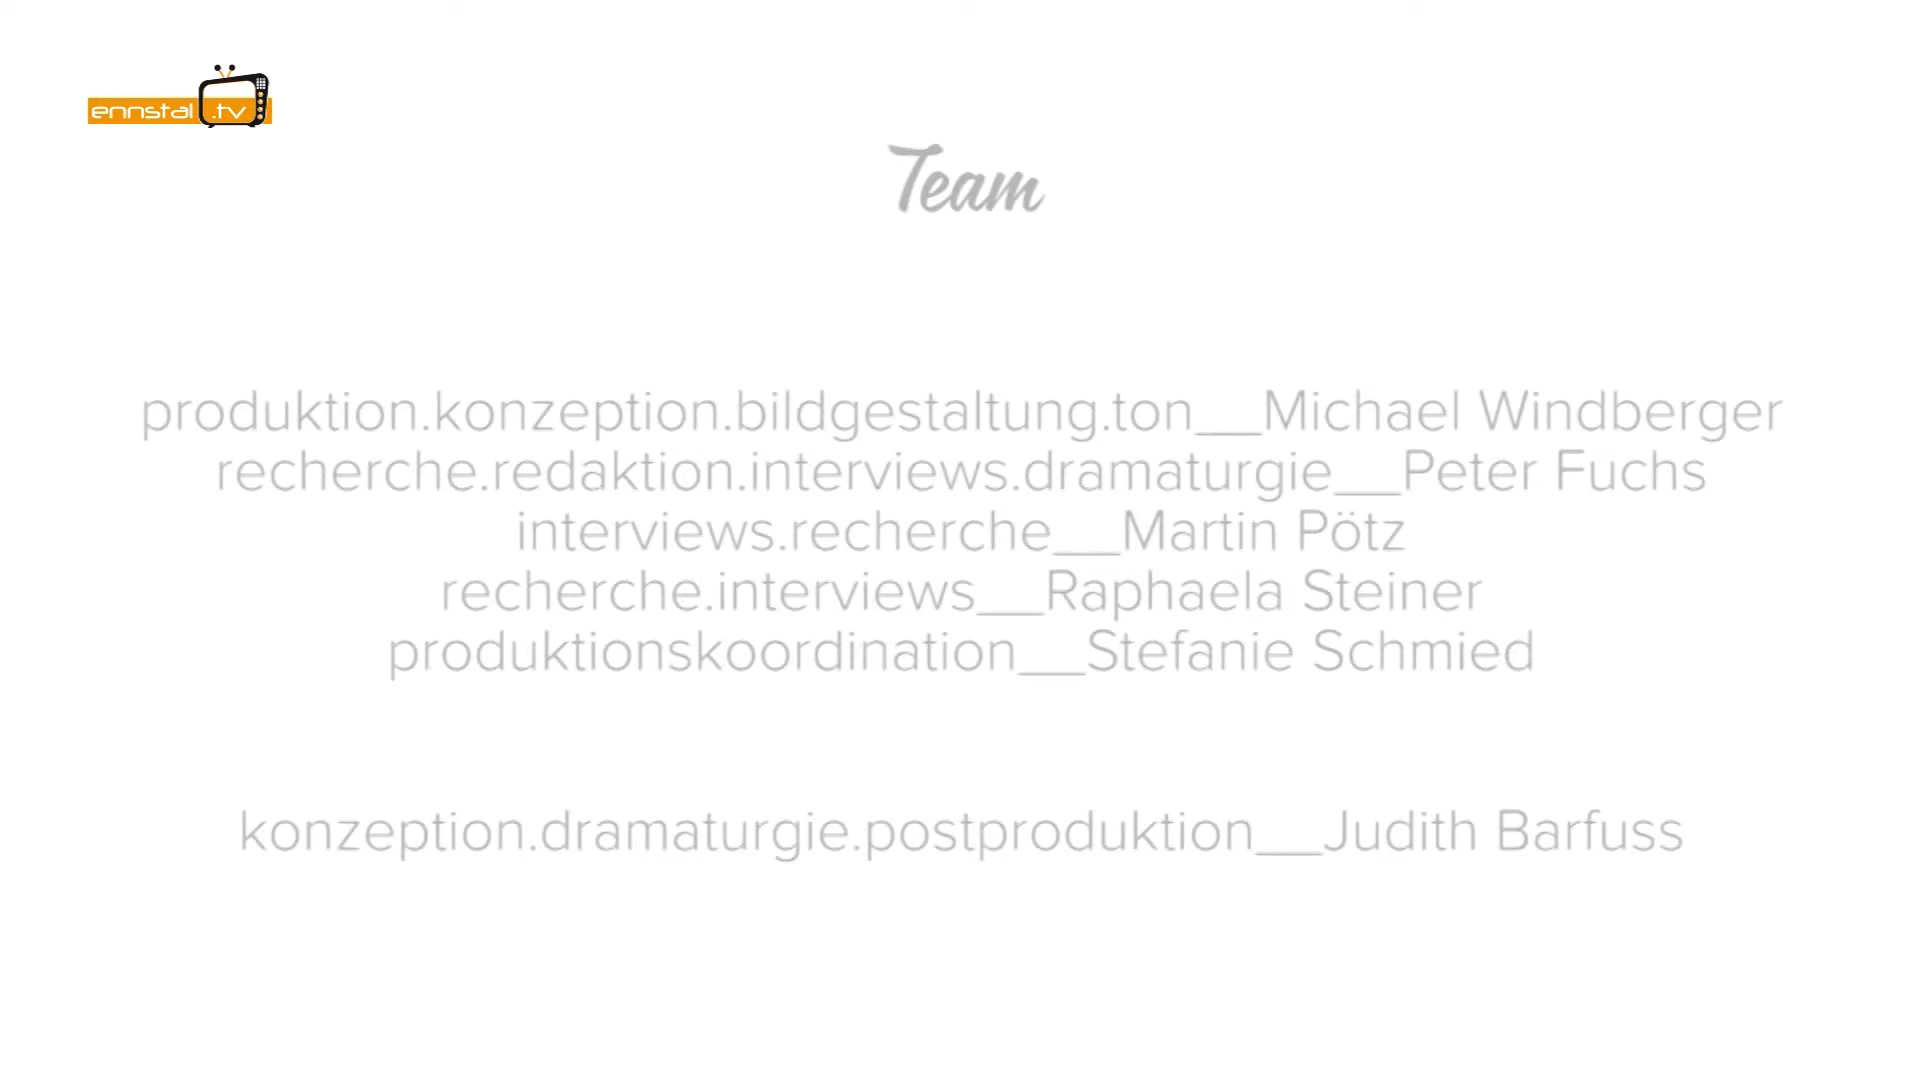 ennstal.tv
Team
produktion.konzeption.bildgestaltung.ton__Michael Windberger
recherche.redaktion.interviews.dramaturgie__Peter Fuchs
interviews.recherche__Martin Pötz
recherche.interviews__Raphaela Steiner
produktionskoordination__Stefanie Schmied
konzeption.dramaturgie.postproduktion__Judith Barfuss